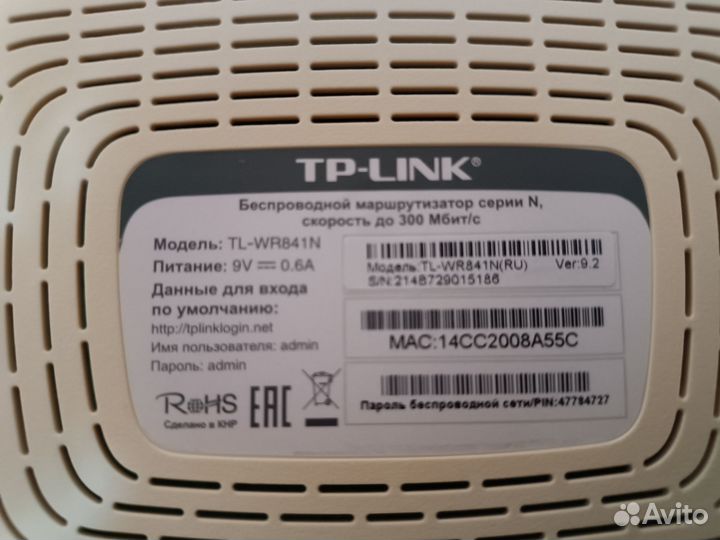 TP-LINK®
Беспроводной маршрутизатор серии N,
скорость до 300 Мбит/с
Модель: TL-WR841N
Питание: 9V ⎓ 0.6A
Данные для входа
по умолчанию:
http://tplinklogin.net
Имя пользователя: admin
Пароль: admin
RoHS
Сделано в КНР
EAC
Модель:TL-WR841N(RU) Ver:9.2
S/N:2148729015186
MAC:14CC2008A55C
Пароль беспроводной сети/PIN:47784727
Avito